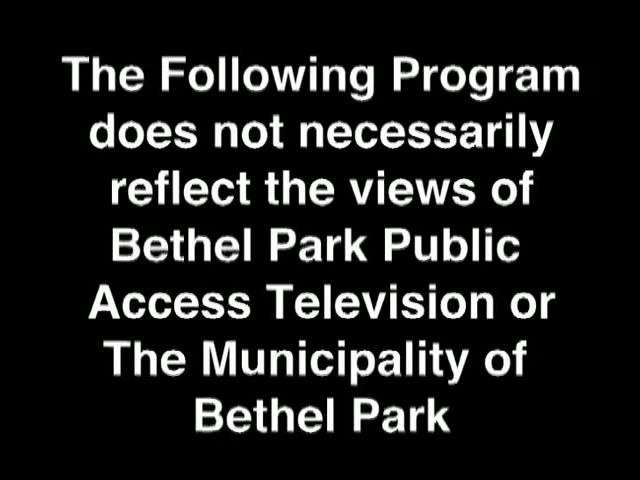 The Following Program
does not necessarily
reflect the views of
Bethel Park Public
Access Television or
The Municipality of
Bethel Park